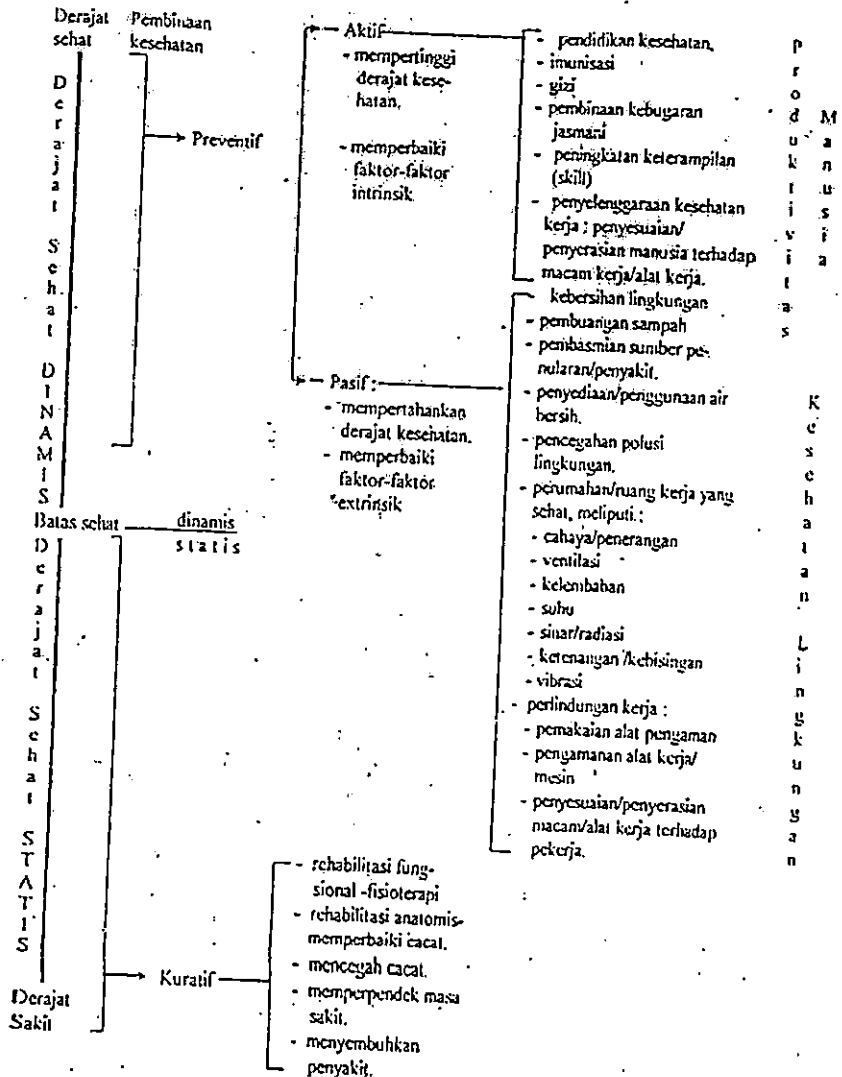 Derajat sehat
Pembinaan kesehatan
Derajat Sehat DINAMIS
→ Preventif
— Aktif
- mempertinggi
derajat kese-
hatan.
- memperbaiki
faktor-faktor
intrinsik
- pendidikan kesehatan.
- imunisasi
- gizi
- pembinaan kebugaran
jasmani
- peningkatan keterampilan
(skill)
- penyelenggaraan kesehatan
kerja ; penyesuaian/
penyerasian manusia terhadap
macam kerja/alat kerja.
Produktivitas
Manusia
— Pasif :
- mempertahankan
derajat kesehatan.
- memperbaiki
faktor-faktor
extrinsik
- kebersihan lingkungan
- pembuangan sampah
- pembasmian sumber pe-
nularan/penyakit.
- penyediaan/penggunaan air
bersih.
- pencegahan polusi
lingkungan.
- perumahan/ruang kerja yang
sehat, meliputi :
- cahaya/penerangan
- ventilasi
- kelembaban
- suhu
- sinar/radiasi
- ketenangan/kebisingan
- vibrasi
- perlindungan kerja :
- pemakaian alat pengaman
- pengamanan alat kerja/
mesin
- penyesuaian/penyerasian
macam/alat kerja terhadap
pekerja.
Kesehatan Lingkungan
Batas sehat
dinamis
statis
Derajat Sehat STATIS
Derajat
Sakit
→ Kuratif
- rehabilitasi fung-
sional -fisioterapi
- rehabilitasi anatomis-
memperbaiki cacat.
- mencegah cacat.
- memperpendek masa
sakit.
- menyembuhkan
penyakit.